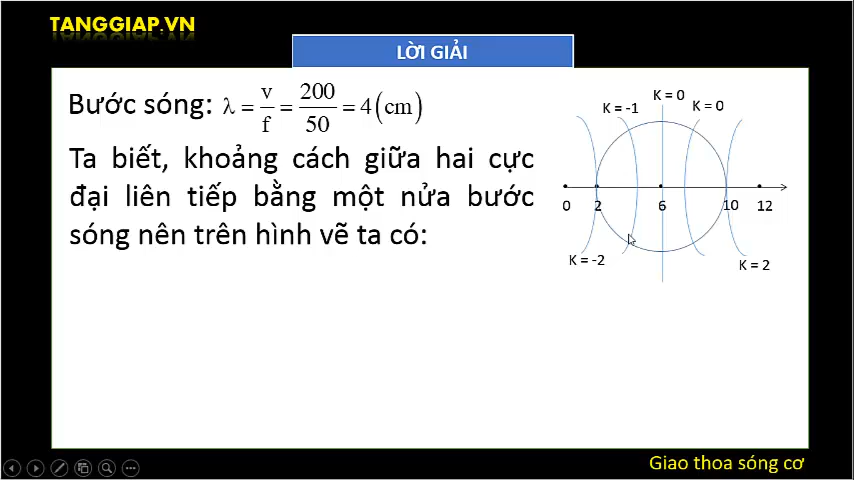 TANGGIAP.VN
LỜI GIẢI
Bước sóng: λ = v/f = 200/50 = 4(cm)
Ta biết, khoảng cách giữa hai cực
đại liên tiếp bằng một nửa bước
sóng nên trên hình vẽ ta có:
K = 0
K = -1
K = 0
0 2 6 10 12
K = -2
K = 2
Giao thoa sóng cơ